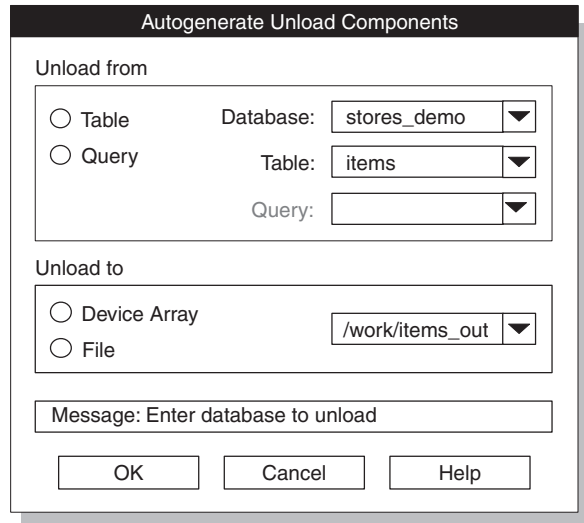 Autogenerate Unload Components
Unload from
Table
Database: stores_demo
Query
Table: items
Query:
Unload to
Device Array
/work/items_out
File
Message: Enter database to unload
OK Cancel Help